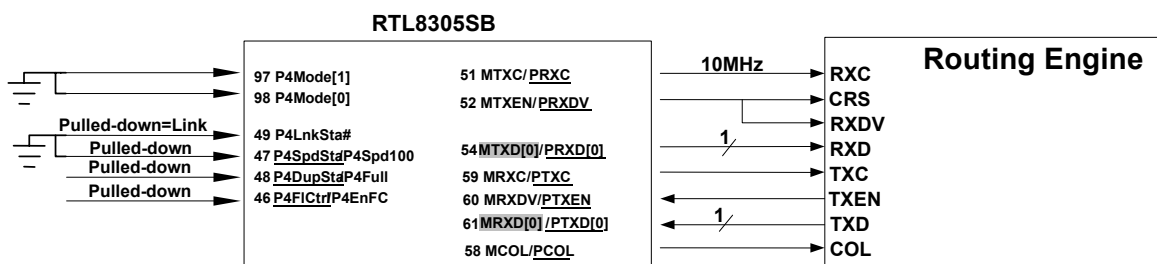 RTL8305SB
Routing Engine
97 P4Mode[1]
98 P4Mode[0]
Pulled-down=Link
49 P4LnkSta#
Pulled-down
47 P4SpdSta/P4Spd100
Pulled-down
48 P4DupSta/P4Full
Pulled-down
46 P4FlCtrl/P4EnFC
51 MTXC/PRXC
52 MTXEN/PRXDV
54 MTXD[0]/PRXD[0]
59 MRXC/PTXC
60 MRXDV/PTXEN
61 MRXD[0] /PTXD[0]
58 MCOL/PCOL
10MHz
1
1
RXC
CRS
RXDV
RXD
TXC
TXEN
TXD
COL